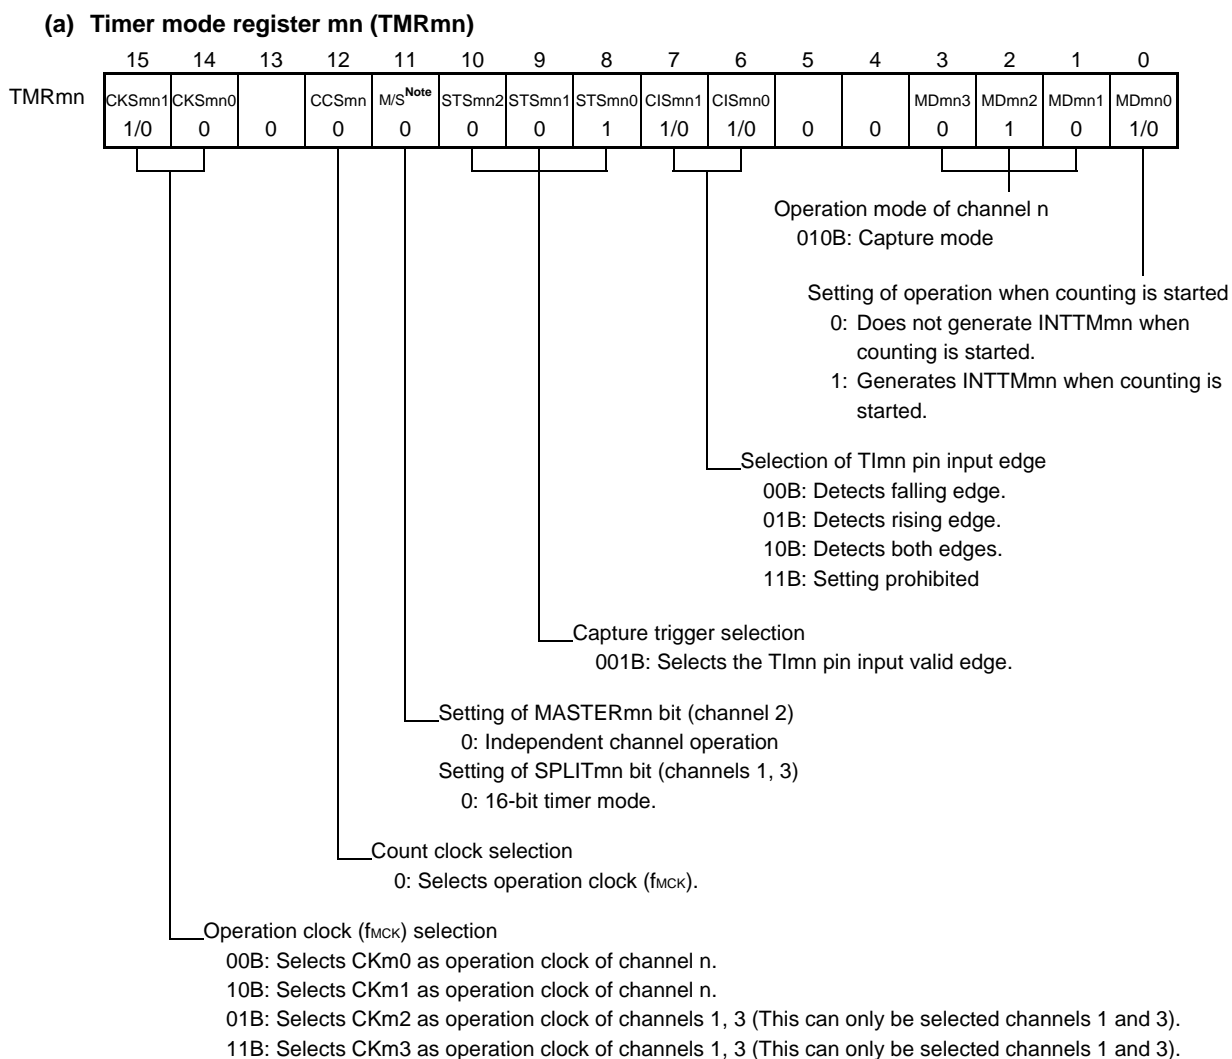 (a) Timer mode register mn (TMRmn)
15 14 13 12 11 10 9 8 7 6 5 4 3 2 1 0
TMRmn CKSmn1 CKSmn0 CCSmn M/SNote STSmn2 STSmn1 STSmn0 CISmn1 CISmn0 MDmn3 MDmn2 MDmn1 MDmn0
1/0 0 0 0 0 0 0 1 1/0 1/0 0 0 0 1 0 1/0
Operation mode of channel n
010B: Capture mode
Setting of operation when counting is started
0: Does not generate INTTMmn when
counting is started.
1: Generates INTTMmn when counting is
started.
Selection of TImn pin input edge
00B: Detects falling edge.
01B: Detects rising edge.
10B: Detects both edges.
11B: Setting prohibited
Capture trigger selection
001B: Selects the TImn pin input valid edge.
Setting of MASTERmn bit (channel 2)
0: Independent channel operation
Setting of SPLITmn bit (channels 1, 3)
0: 16-bit timer mode.
Count clock selection
0: Selects operation clock (fMCK).
Operation clock (fMCK) selection
00B: Selects CKm0 as operation clock of channel n.
10B: Selects CKm1 as operation clock of channel n.
01B: Selects CKm2 as operation clock of channels 1, 3 (This can only be selected channels 1 and 3).
11B: Selects CKm3 as operation clock of channels 1, 3 (This can only be selected channels 1 and 3).